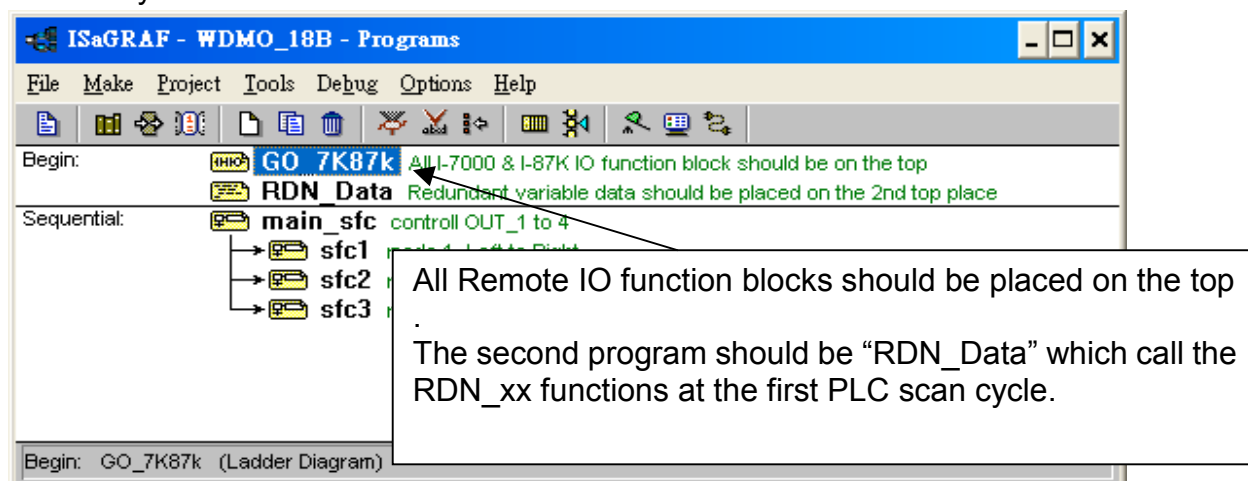 ISaGRAF - WDMO_18B - Programs
File Make Project Tools Debug Options Help
Begin: GO_7K87k All I-7000 & I-87K IO function block should be on the top
RDN_Data Redundant variable data should be placed on the 2nd top place
Sequential: main_sfc controll OUT_1 to 4
sfc1
sfc2
sfc3
All Remote IO function blocks should be placed on the top
.
The second program should be “RDN_Data” which call the
RDN_xx functions at the first PLC scan cycle.
Begin: GO_7K87k (Ladder Diagram)